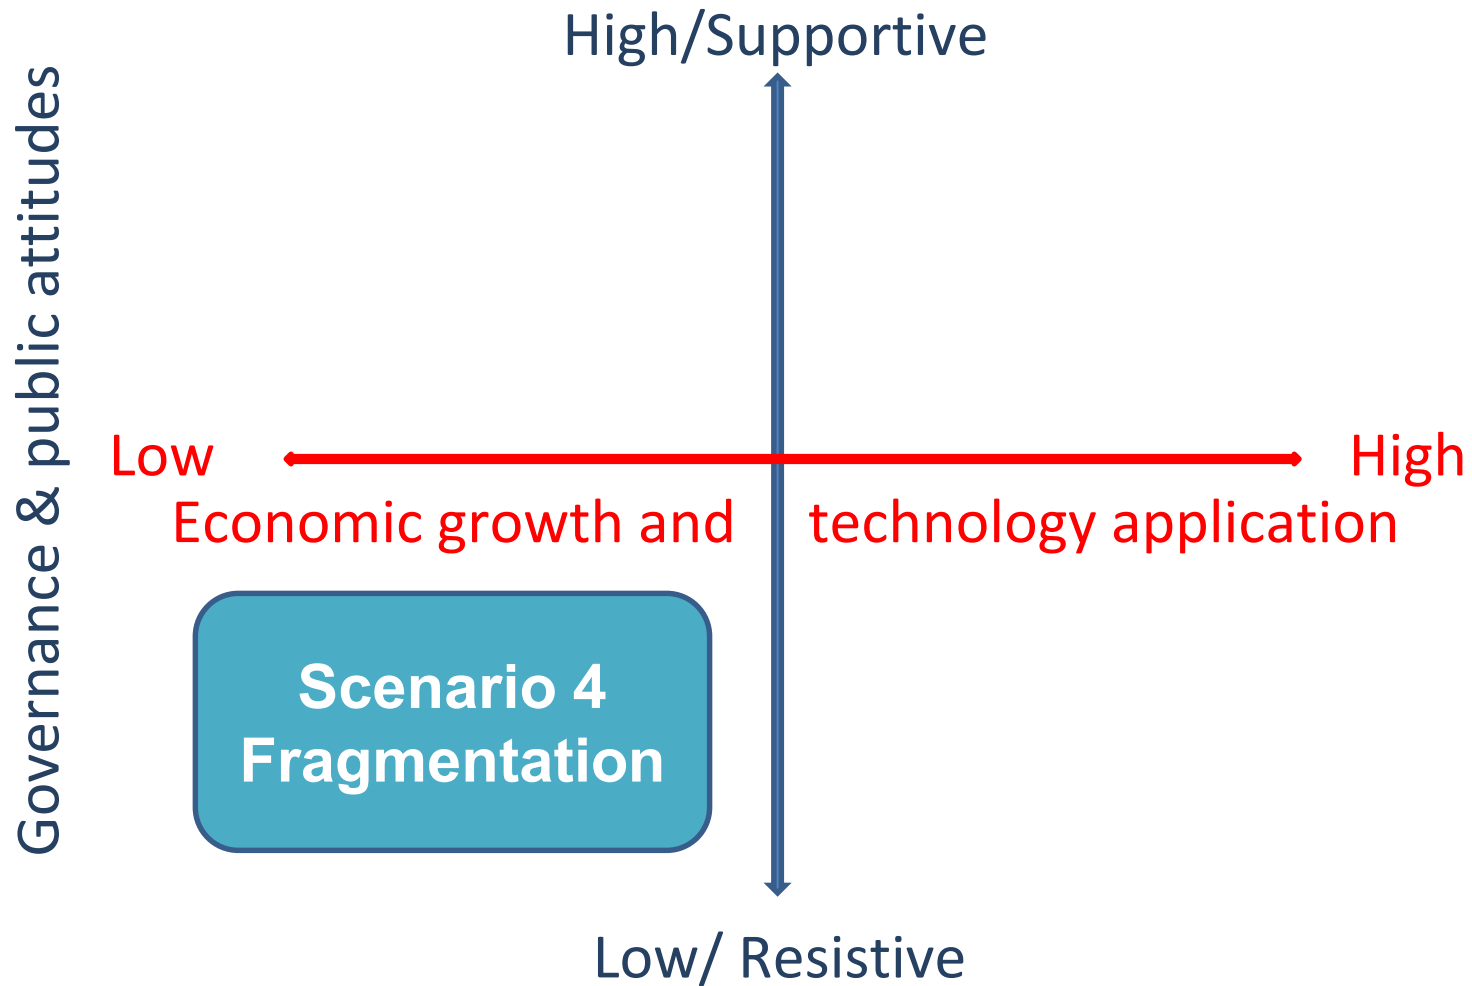 High/Supportive
Governance & public attitudes
Low
High
Economic growth and technology application
Scenario 4
Fragmentation
Low/ Resistive